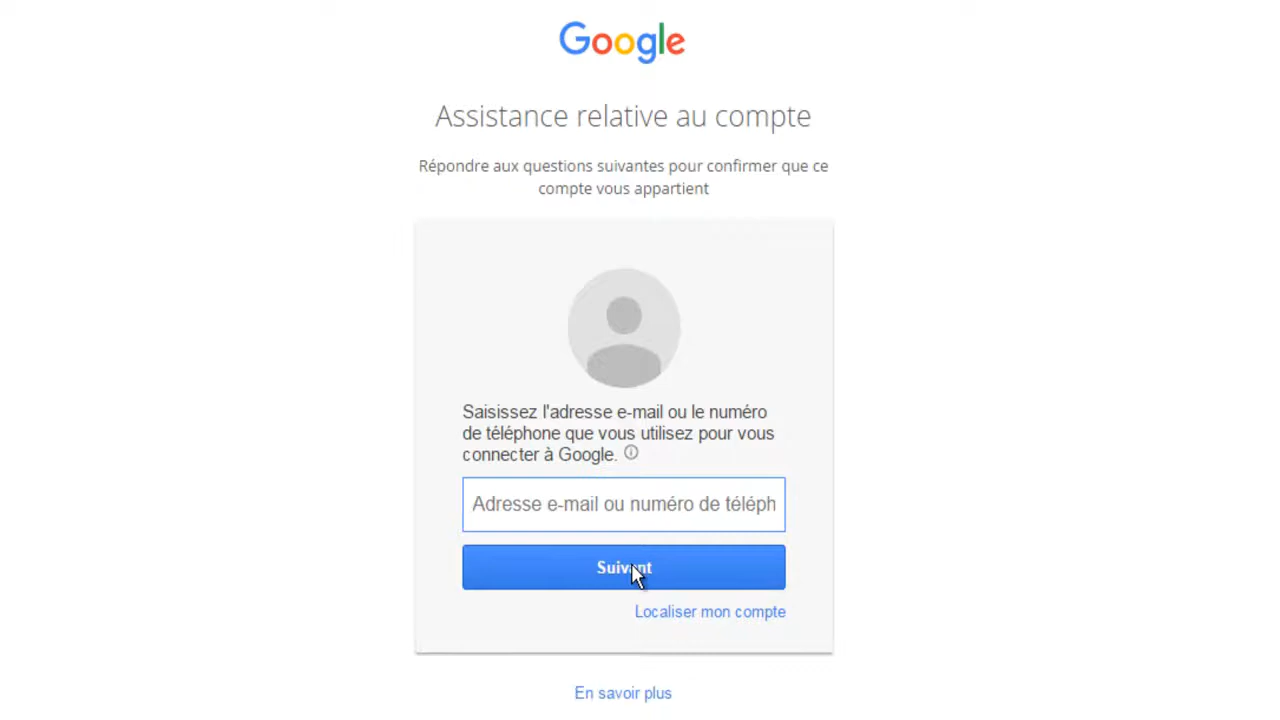 Google
Assistance relative au compte
Répondre aux questions suivantes pour confirmer que ce
compte vous appartient
Saisissez l'adresse e-mail ou le numéro
de téléphone que vous utilisez pour vous
connecter à Google.
Adresse e-mail ou numéro de téléph
Suivant
Localiser mon compte
En savoir plus